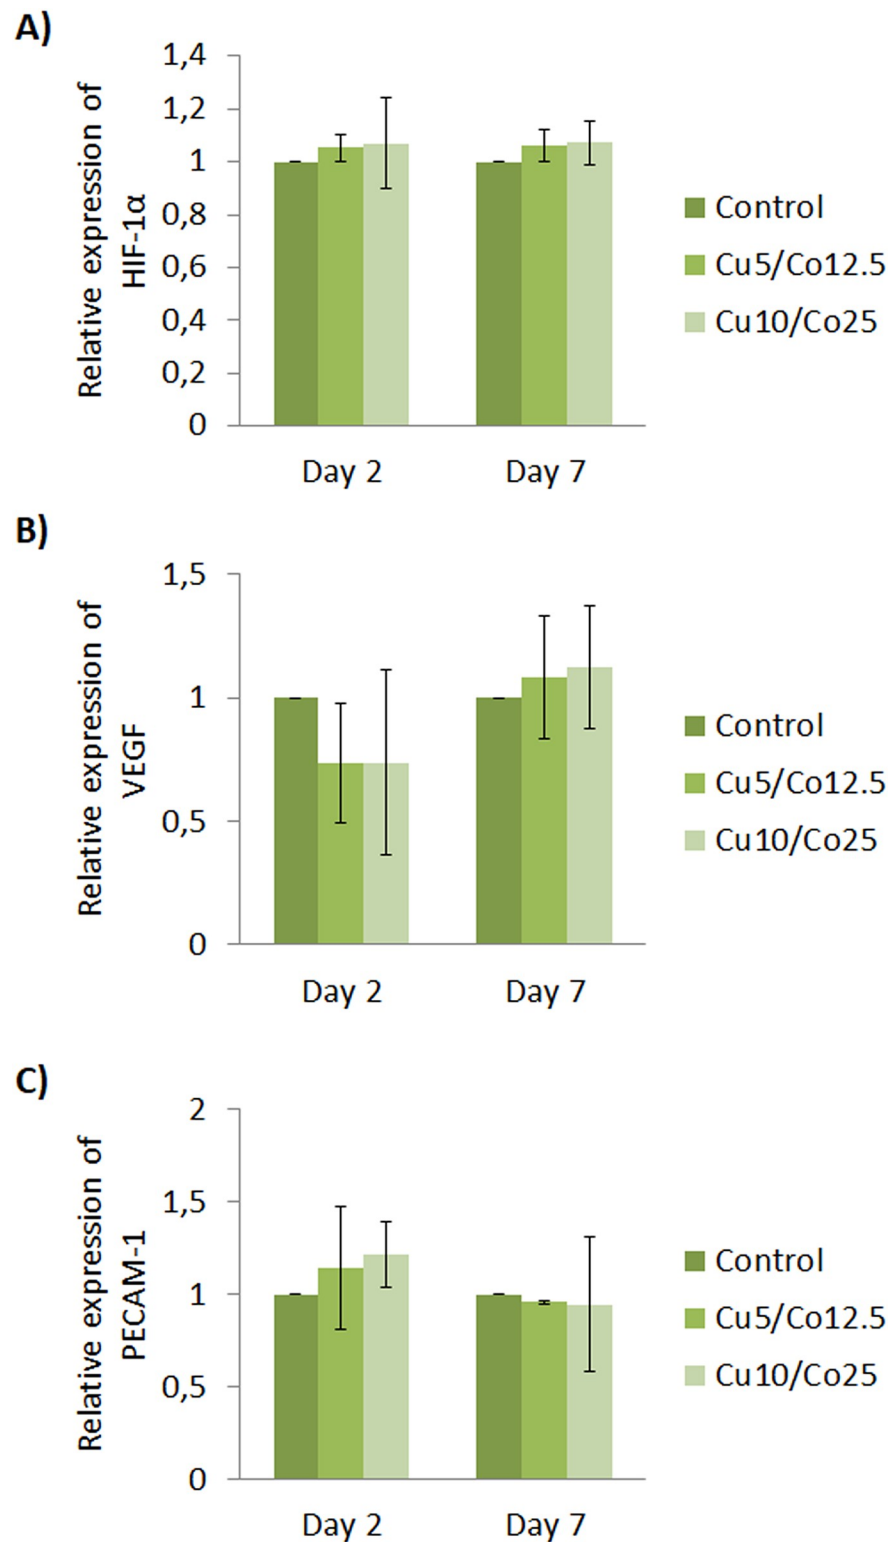 A)
Relative expression of
HIF-1α
1,4
1,2
1
0,8
0,6
0,4
0,2
0
Day 2
Day 7
Control
Cu5/Co12.5
Cu10/Co25
B)
Relative expression of
VEGF
1,5
1
0,5
0
Day 2
Day 7
Control
Cu5/Co12.5
Cu10/Co25
C)
Relative expression of
PECAM-1
2
1,5
1
0,5
0
Day 2
Day 7
Control
Cu5/Co12.5
Cu10/Co25